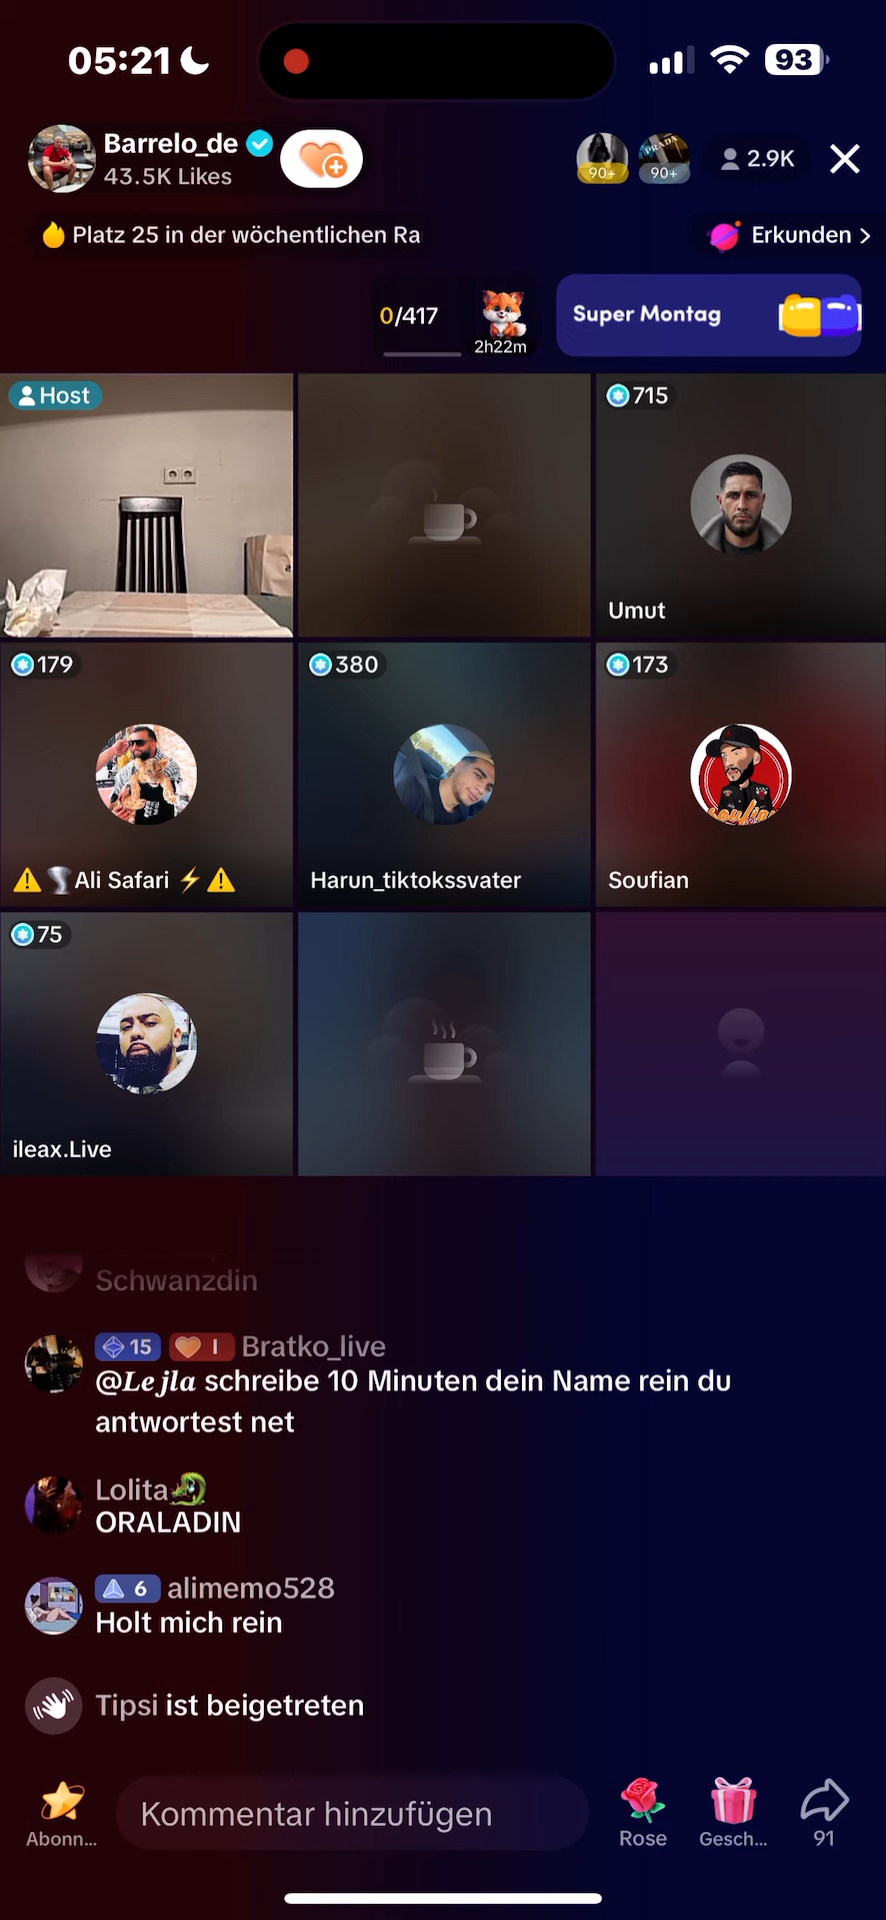 05:21
93
Barrelo_de
43.5K Likes
90+
90+
2.9K
Platz 25 in der wöchentlichen Ra
Erkunden >
0/417
2h22m
Super Montag
Host
715
Umut
179
380
173
Ali Safari
Harun_tiktokssvater
Soufian
75
ileax.Live
Schwanzdin
15 I Bratko_live
@Lejla schreibe 10 Minuten dein Name rein du
antwortest net
Lolita
ORALADIN
6 alimemo528
Holt mich rein
Tipsi ist beigetreten
Abonn...
Kommentar hinzufügen
Rose
Gesch...
91